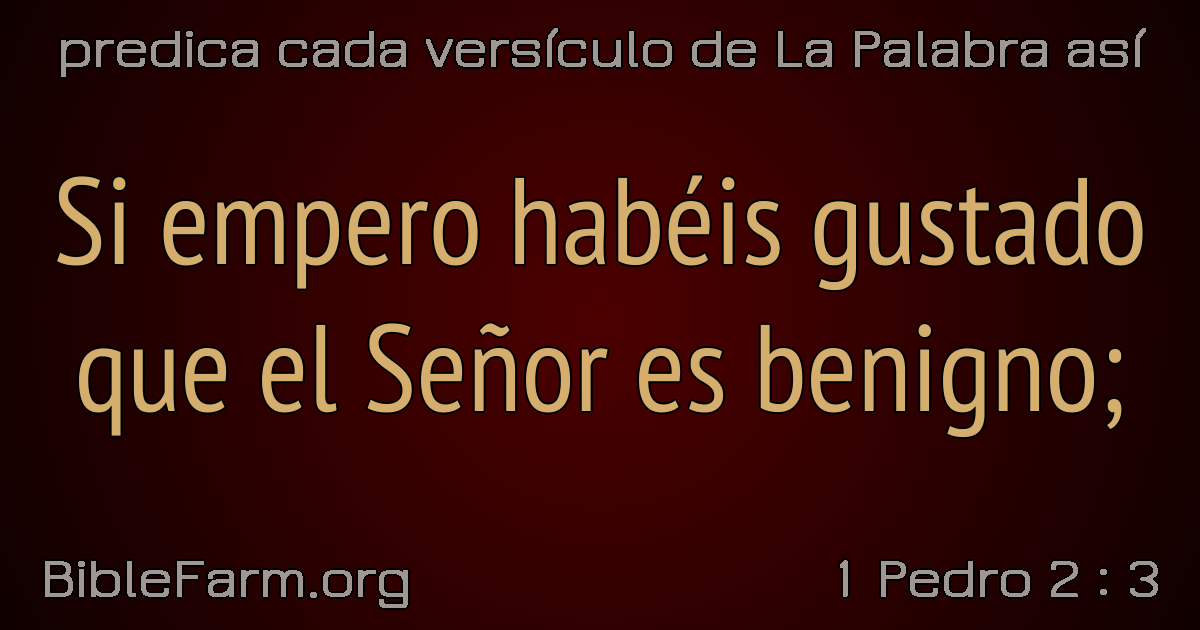 predica cada versículo de La Palabra así
Si empero habéis gustado
que el Señor es benigno;
BibleFarm.org
1 Pedro 2 : 3